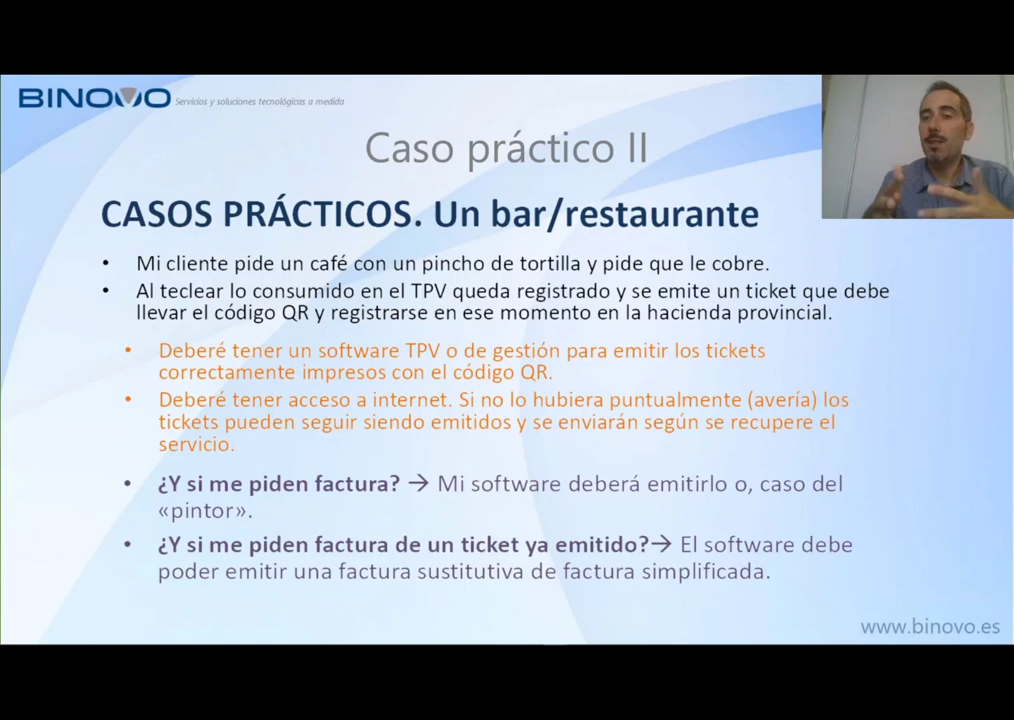 BINOVO Servicios y soluciones tecnológicas a medida
Caso práctico II
CASOS PRÁCTICOS. Un bar/restaurante
• Mi cliente pide un café con un pincho de tortilla y pide que le cobre.
• Al teclear lo consumido en el TPV queda registrado y se emite un ticket que debe
llevar el código QR y registrarse en ese momento en la hacienda provincial.
• Deberé tener un software TPV o de gestión para emitir los tickets
correctamente impresos con el código QR.
• Deberé tener acceso a internet. Si no lo hubiera puntualmente (avería) los
tickets pueden seguir siendo emitidos y se enviarán según se recupere el
servicio.
• ¿Y si me piden factura? → Mi software deberá emitirlo o, caso del
«pintor».
• ¿Y si me piden factura de un ticket ya emitido?→ El software debe
poder emitir una factura sustitutiva de factura simplificada.
www.binovo.es